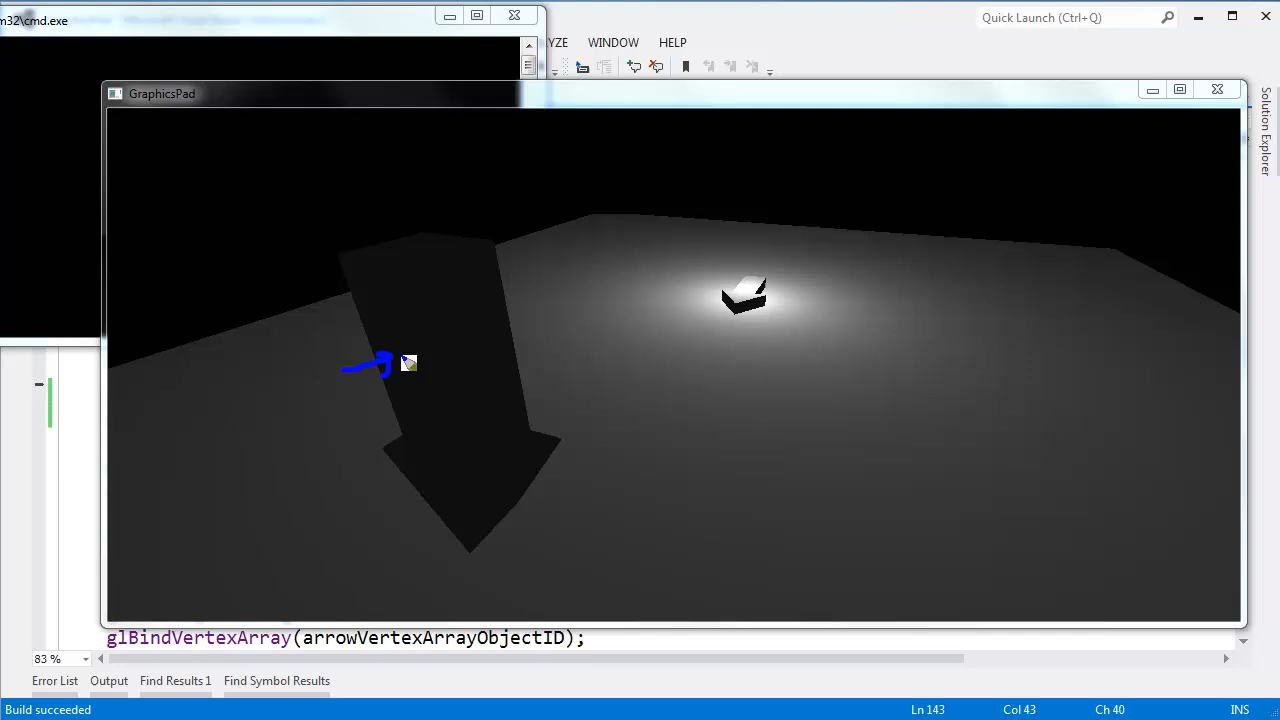 m32\cmd.exe
Quick Launch (Ctrl+Q)
YZE WINDOW HELP
GraphicsPad
Solution Explorer
glBindVertexArray(arrowVertexArrayObjectID);
83 %
Error List Output Find Results 1 Find Symbol Results
Build succeeded Ln 143 Col 43 Ch 40 INS